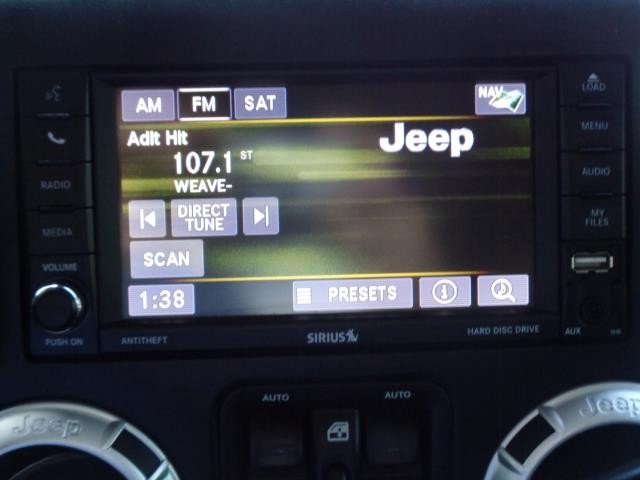 AM FM SAT NAV
Adlt Hit
Jeep
107.1 ST
WEAVE-
DIRECT TUNE
SCAN
1:38 PRESETS
RADIO
MEDIA
VOLUME
PUSH ON
LOAD
MENU
AUDIO
MY FILES
AUX
ANTITHEFT SIRIUS HARD DISC DRIVE
AUTO AUTO
Jeep Jeep